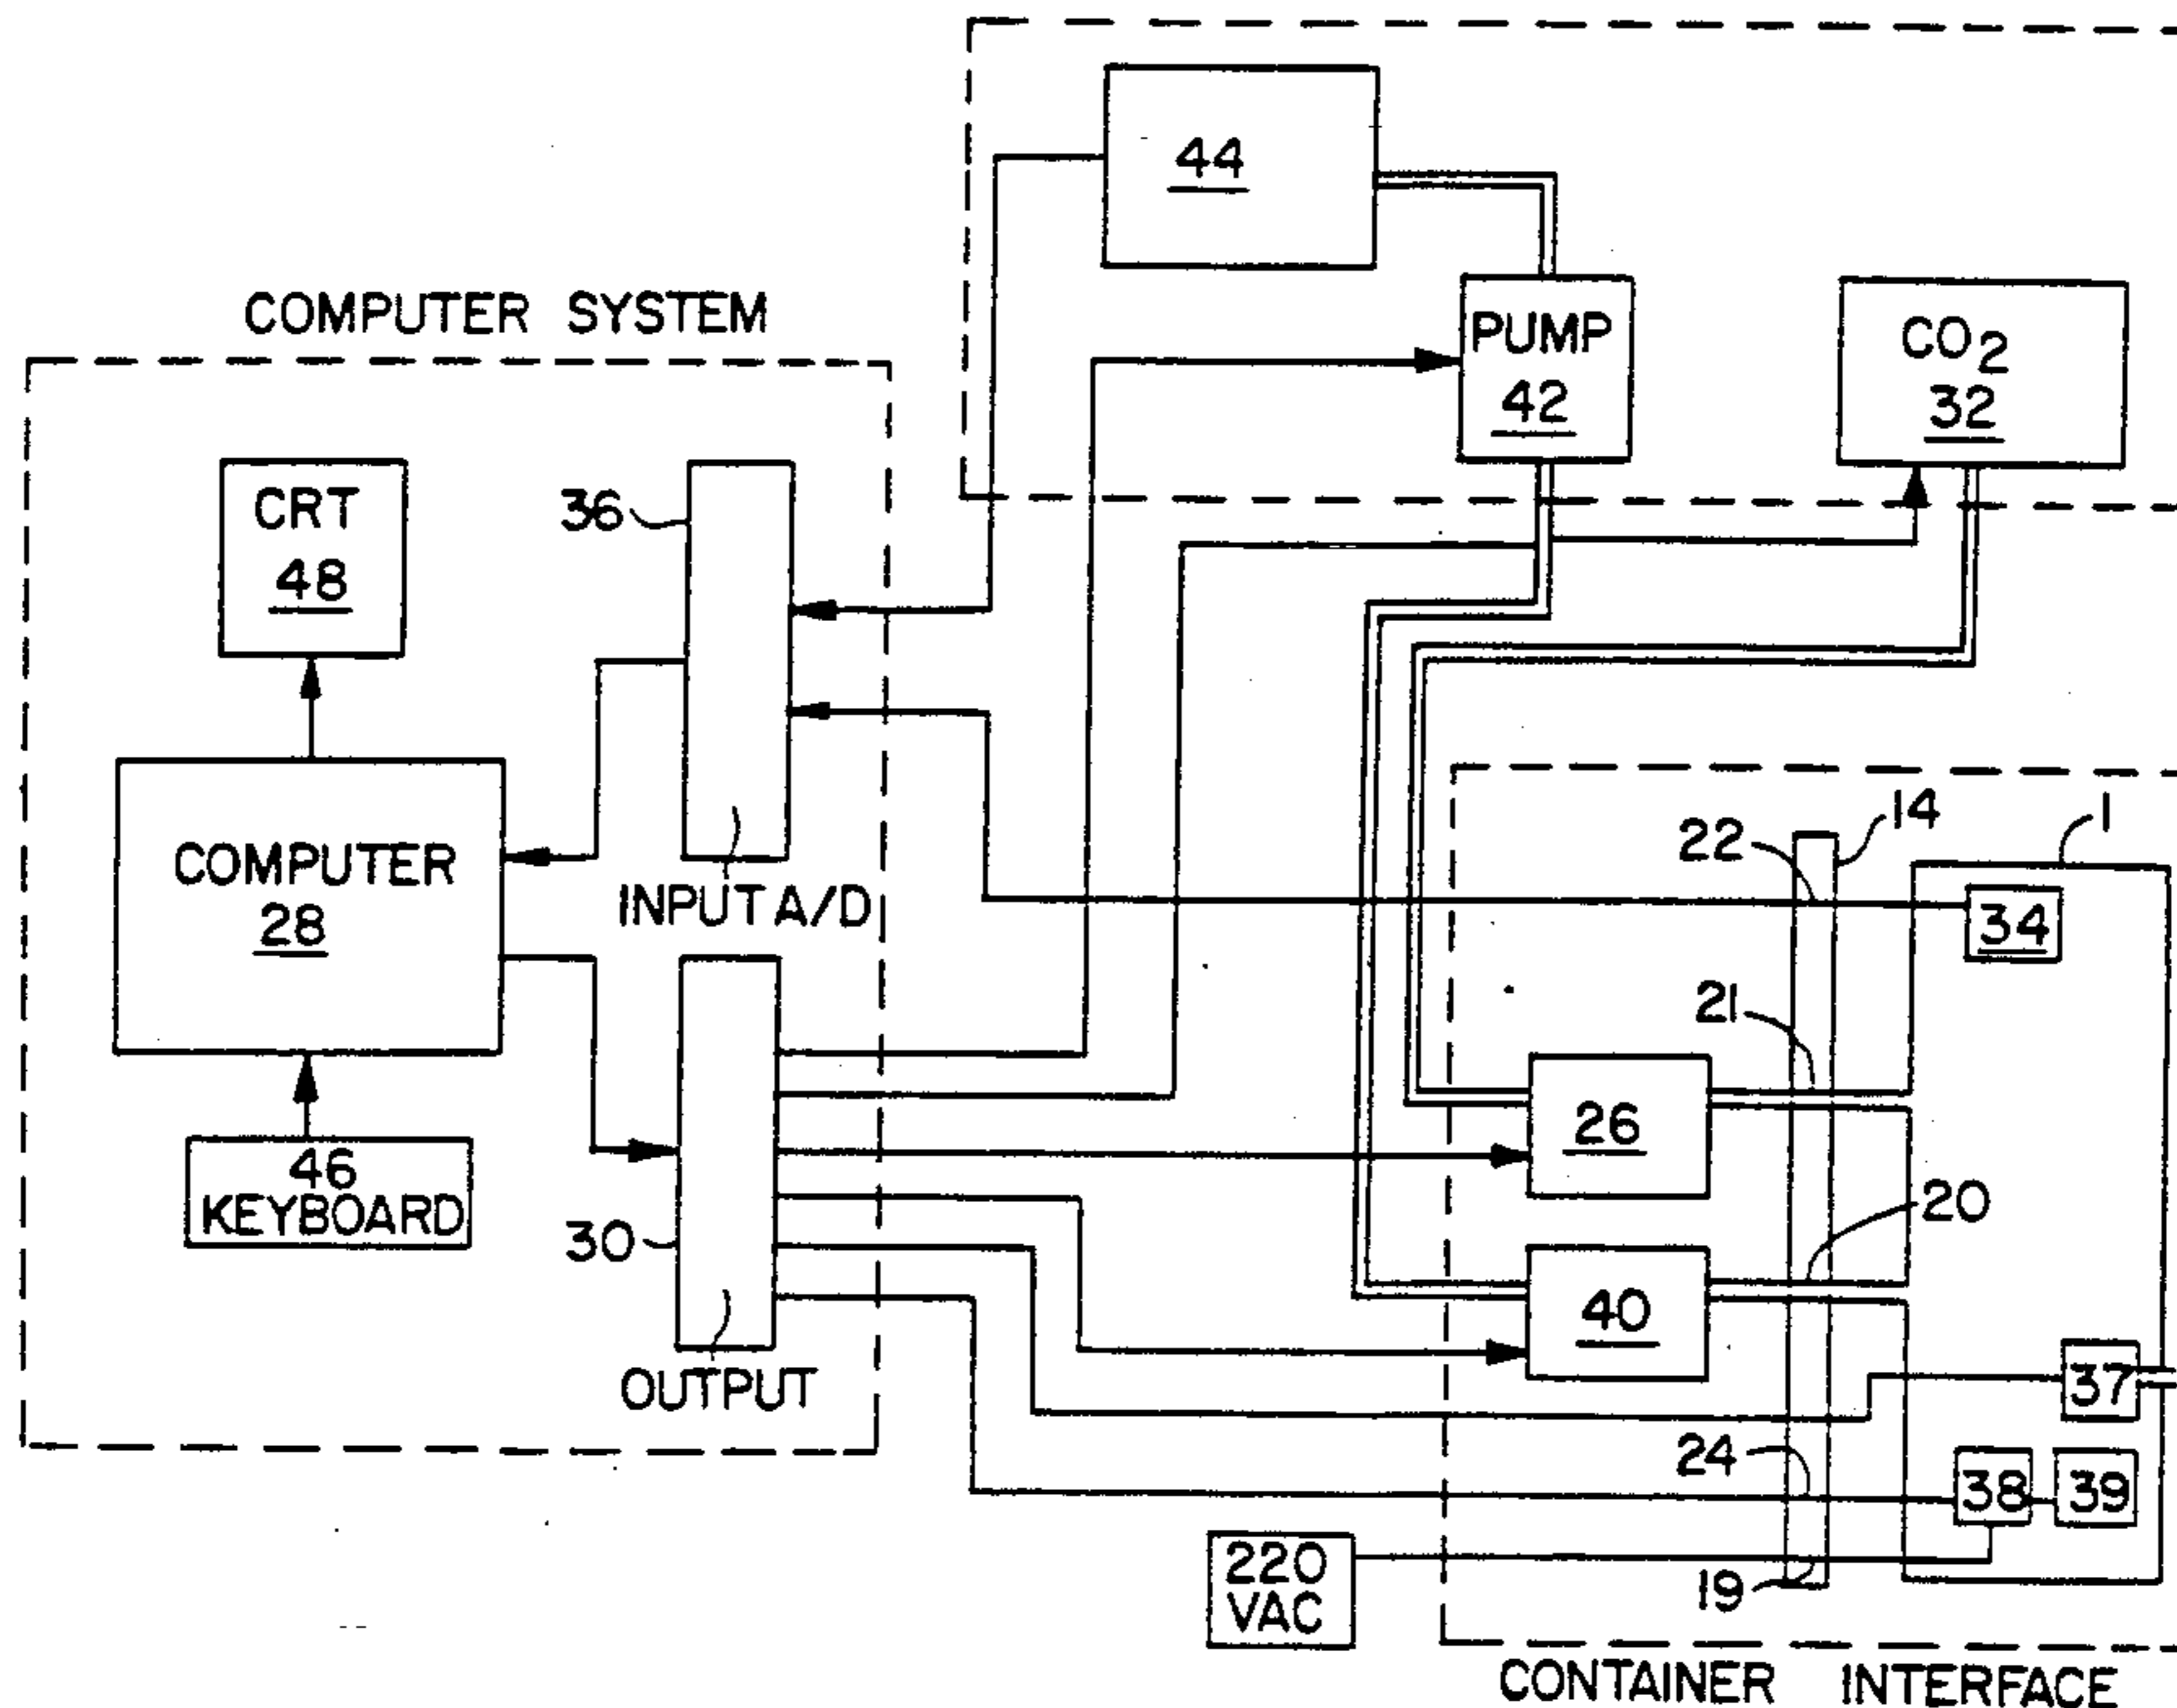 44
COMPUTER SYSTEM
PUMP
42
CO2
32
CRT
48
36
14
1
22
COMPUTER
28
INPUT A/D
34
21
26
46
KEYBOARD
20
30
40
OUTPUT
37
24
38
39
220
VAC
19
CONTAINER INTERFACE